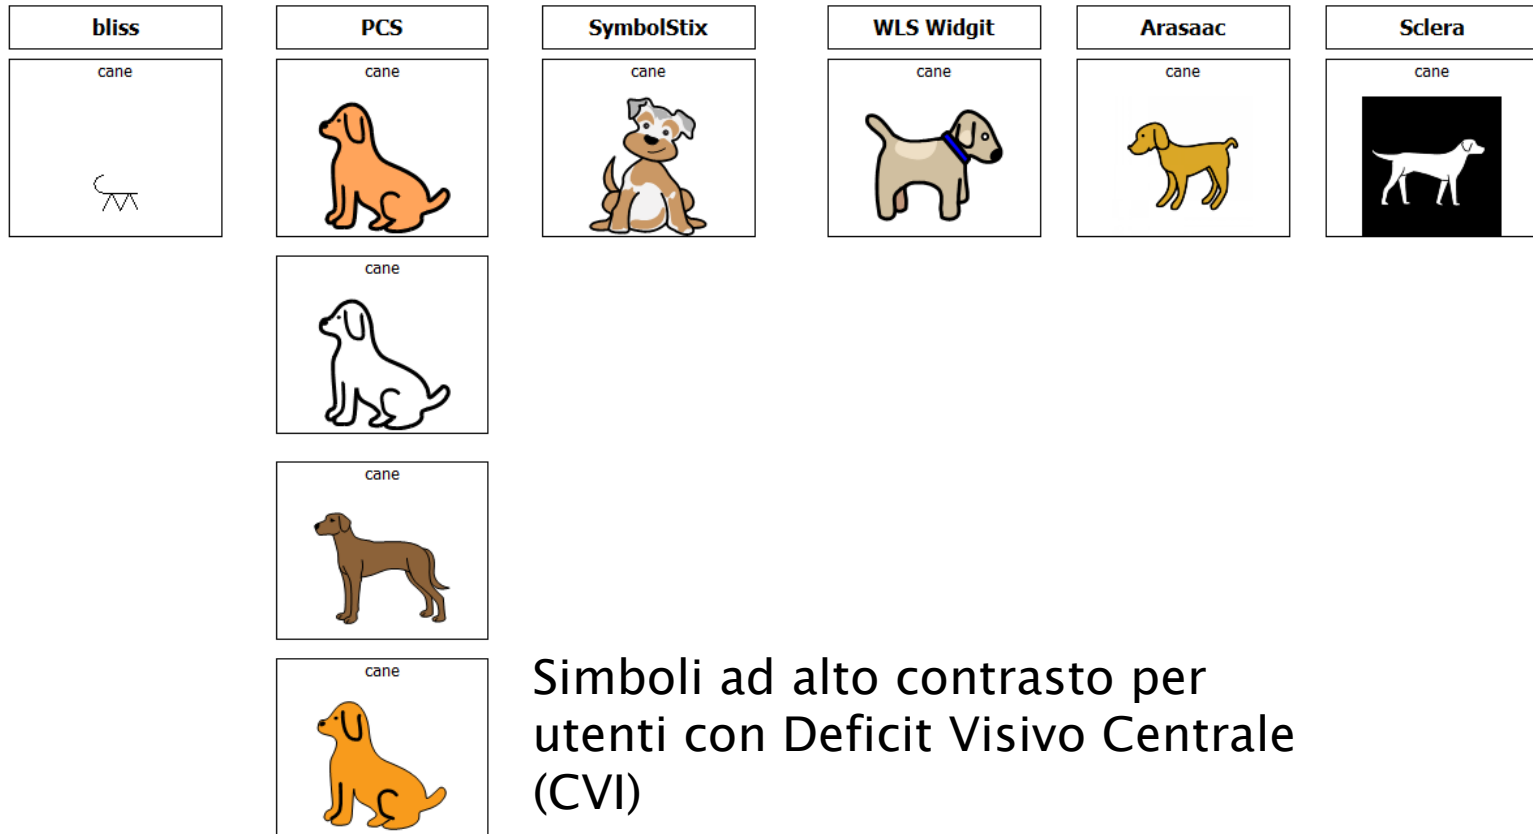 bliss PCS SymbolStix WLS Widgit Arasaac Sclera
cane cane cane cane cane cane
cane
cane
cane
Simboli ad alto contrasto per
utenti con Deficit Visivo Centrale
(CVI)